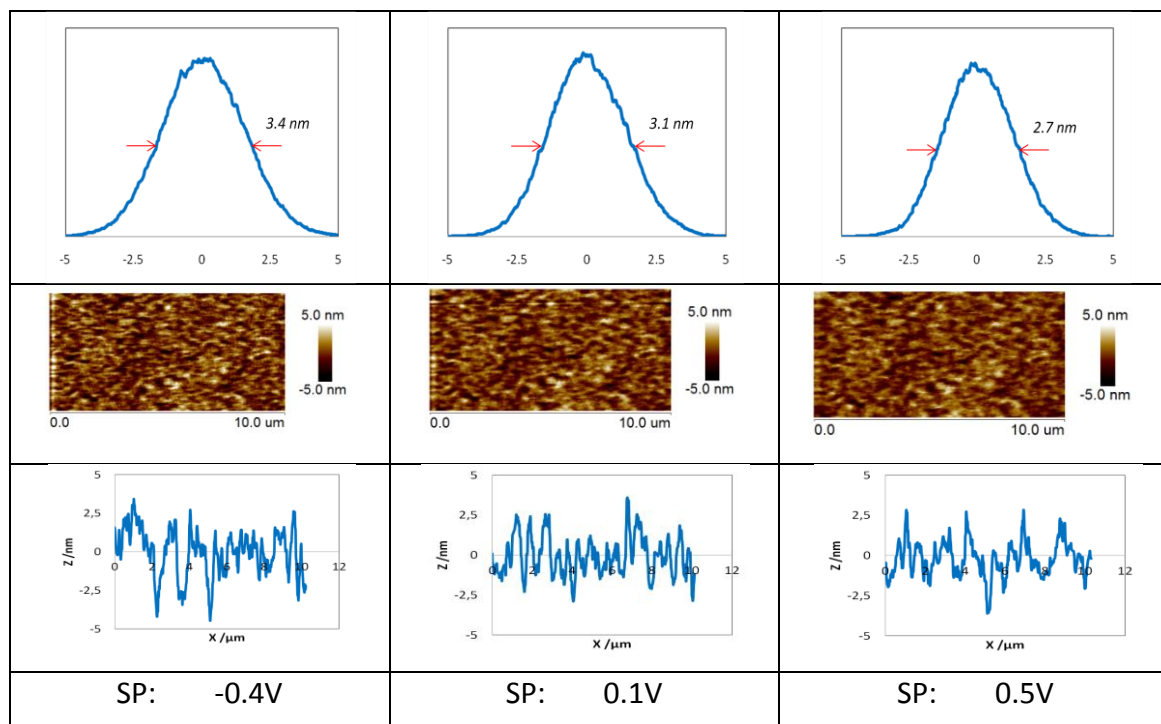 3.4 nm
-5 -2.5 0 2.5 5
3.1 nm
-5 -2.5 0 2.5 5
2.7 nm
-5 -2.5 0 2.5 5
5.0 nm
-5.0 nm
0.0 10.0 um
5.0 nm
-5.0 nm
0.0 10.0 um
5.0 nm
-5.0 nm
0.0 10.0 um
5
2,5
0
-2,5
-5
Z /nm
0 2 4 6 8 10 12
X /µm
5
2,5
0
-2,5
-5
Z /nm
0 2 4 6 8 10 12
X /µm
5
2,5
0
-2,5
-5
Z /nm
0 2 4 6 8 10 12
X /µm
SP: -0.4V
SP: 0.1V
SP: 0.5V